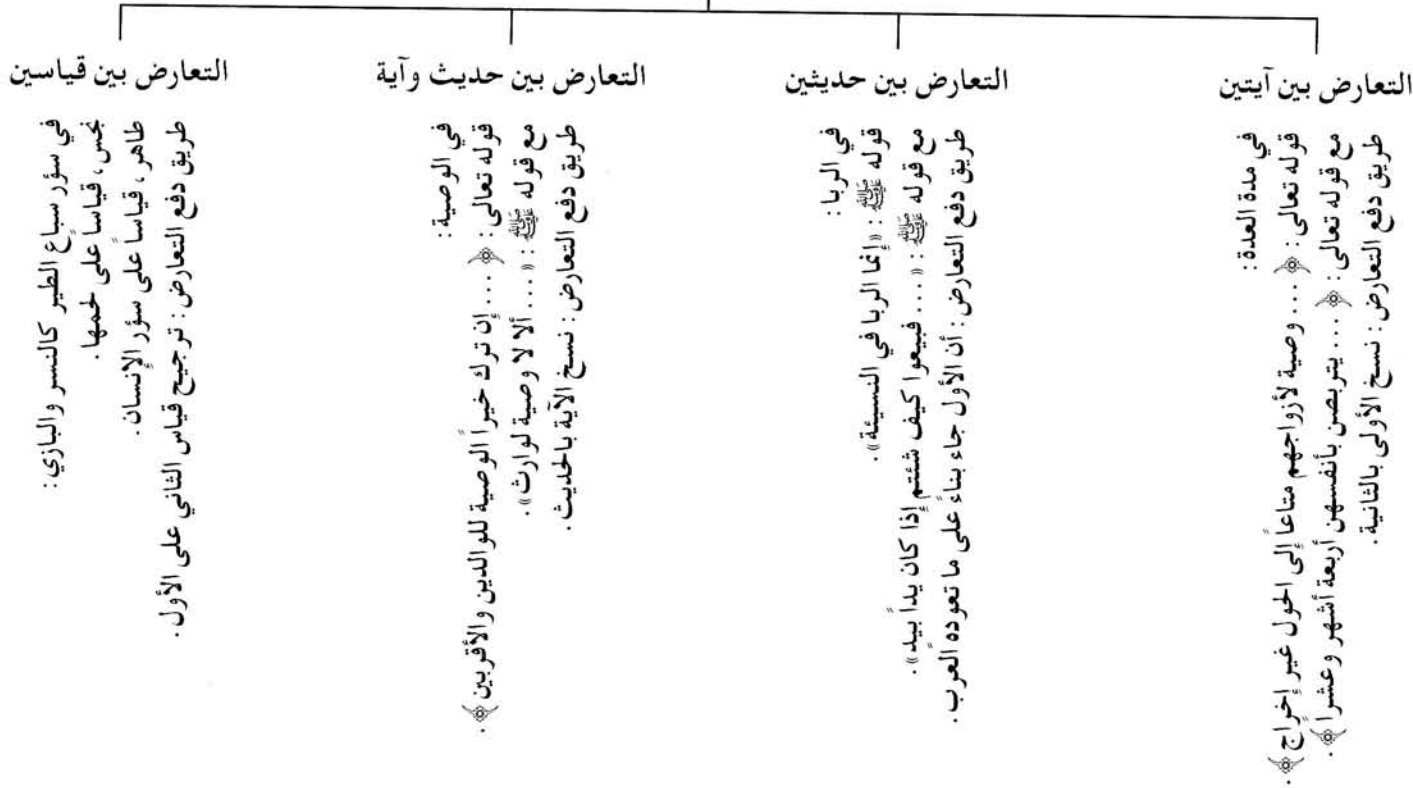 التعارض بين آيتين
في مدة العدة :
قوله تعالى : ﴿ ... وصية لأزواجهم متاعاً إلى الحول غير إخراج ﴾ .
مع قوله تعالى : ﴿ ... يتربصن بأنفسهن أربعة أشهر وعشراً ﴾ .
طريق دفع التعارض : نسخ الأولى بالثانية .
التعارض بين حديثين
في الربا :
قوله ﷺ : «إنما الربا في النسيئة» .
مع قوله ﷺ : « ... فبيعوا كيف شئتم إذا كان يداً بيد» .
طريق دفع التعارض : أن الأول جاء بناءً على ما تعوده العرب .
التعارض بين حديث وآية
في الوصية :
قوله تعالى : ﴿ ... إن ترك خيراً الوصية للوالدين والأقربين ﴾ .
مع قوله ﷺ : « ... ألا لا وصية لوارث» .
طريق دفع التعارض : نسخ الآية بالحديث .
التعارض بين قياسين
في سؤر سباع الطير كالنسر والبازي :
نجس ، قياساً على لحمها .
طاهر ، قياساً على سؤر الإنسان .
طريق دفع التعارض : ترجيح قياس الثاني على الأول .